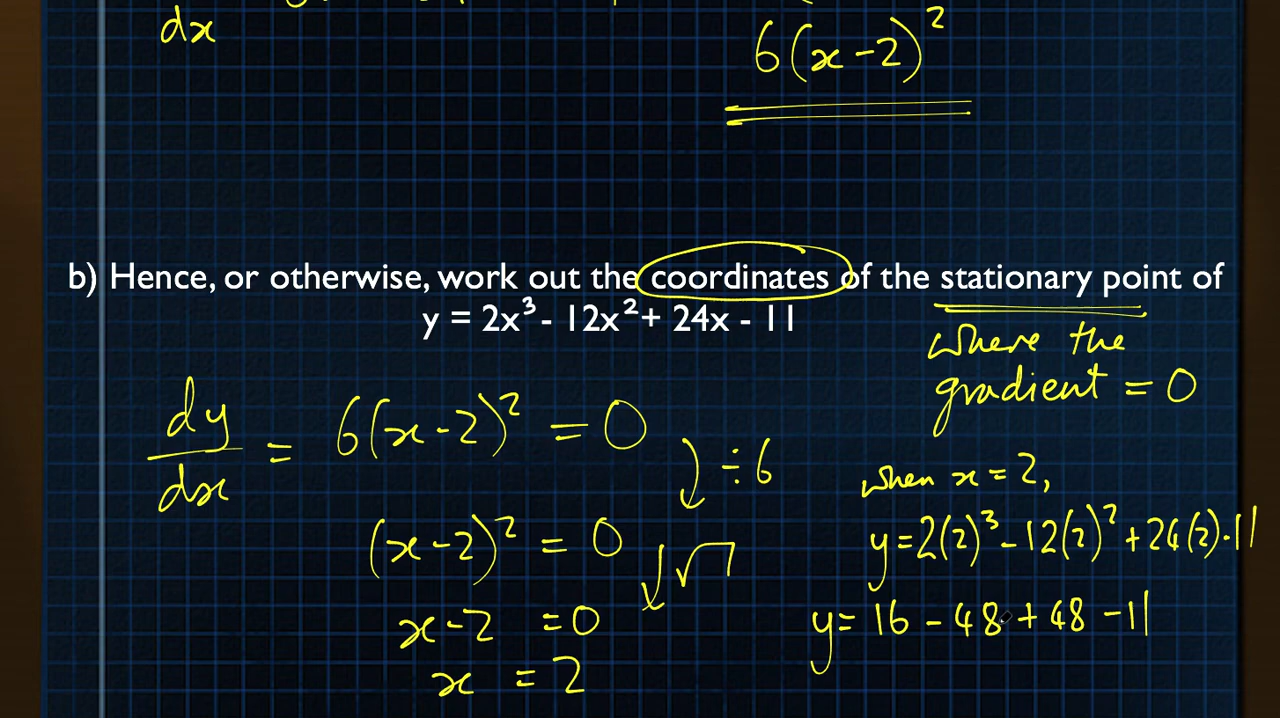 dx
6(x-2)²
b) Hence, or otherwise, work out the coordinates of the stationary point of
y = 2x³ - 12x² + 24x - 11
where the
gradient = 0
dy
dx
= 6(x-2)² = 0
÷6
(x-2)² = 0
√
x-2 = 0
x = 2
when x = 2,
y=2(2)³-12(2)²+24(2)-11
y= 16 - 48 + 48 - 11